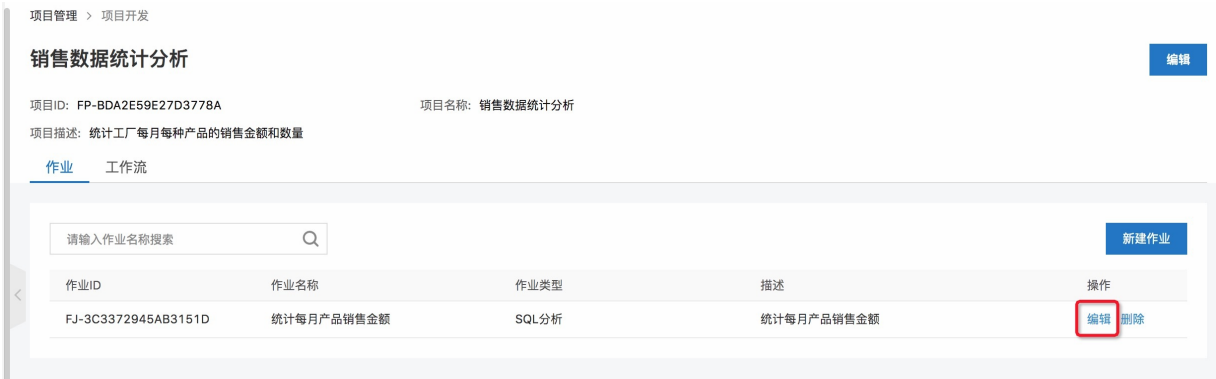 项目管理 > 项目开发
销售数据统计分析 编辑
项目ID: FP-BDA2E59E27D3778A 项目名称: 销售数据统计分析
项目描述: 统计工厂每月每种产品的销售金额和数量
作业 工作流
请输入作业名称搜索 新建作业
作业ID 作业名称 作业类型 描述 操作
FJ-3C3372945AB3151D 统计每月产品销售金额 SQL分析 统计每月产品销售金额 编辑 删除